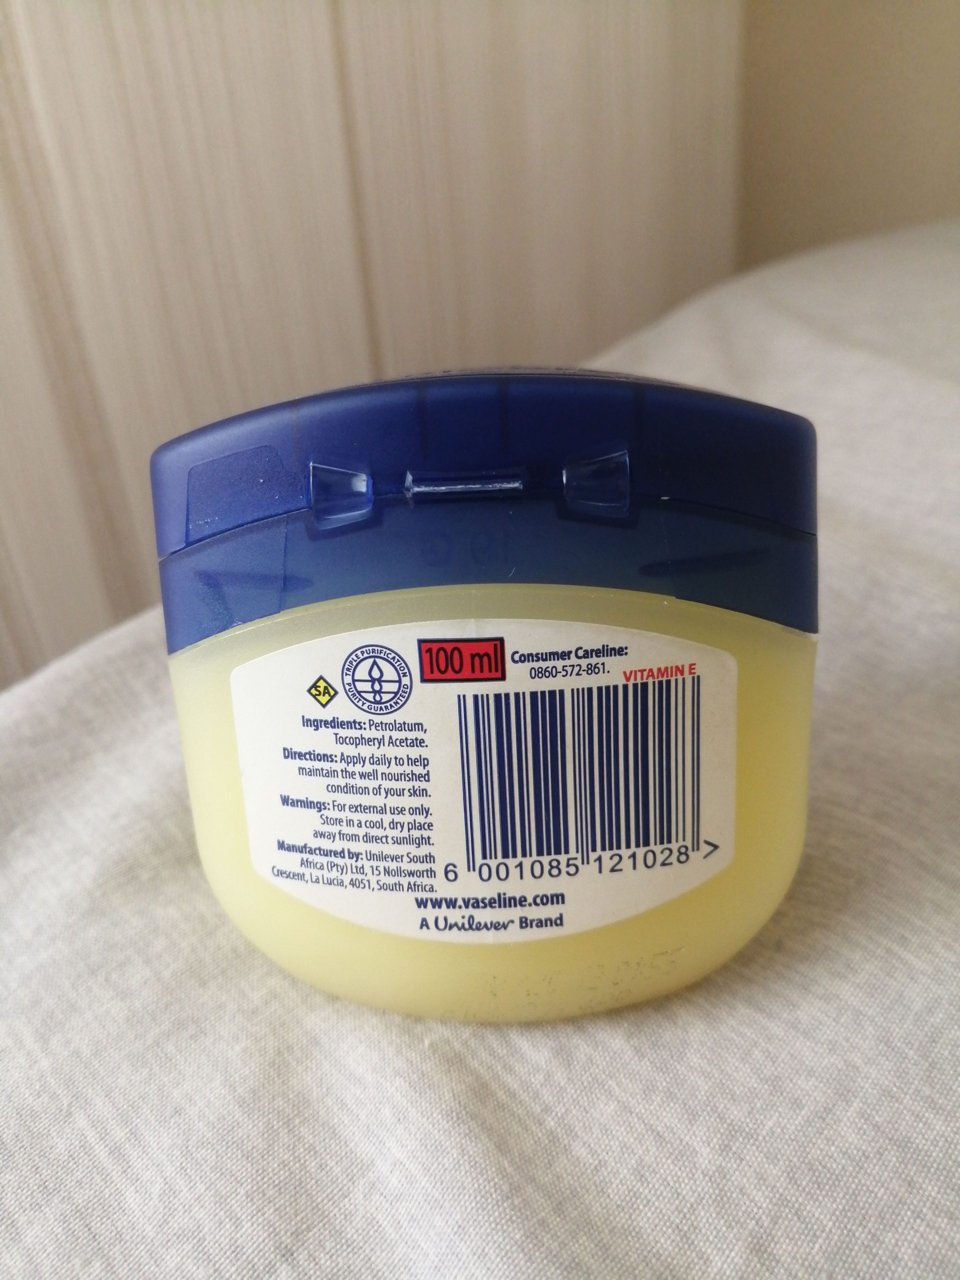 TRIPLE PURIFICATION
PURITY GUARANTEED
SA
100 ml
Consumer Careline:
0860-572-861.
VITAMIN E
Ingredients: Petrolatum,
Tocopheryl Acetate.
Directions: Apply daily to help
maintain the well nourished
condition of your skin.
Warnings: For external use only.
Store in a cool, dry place
away from direct sunlight.
Manufactured by: Unilever South
Africa (Pty) Ltd, 15 Nollsworth
Crescent, La Lucia, 4051, South Africa.
6 001085 121028 >
www.vaseline.com
A Unilever Brand